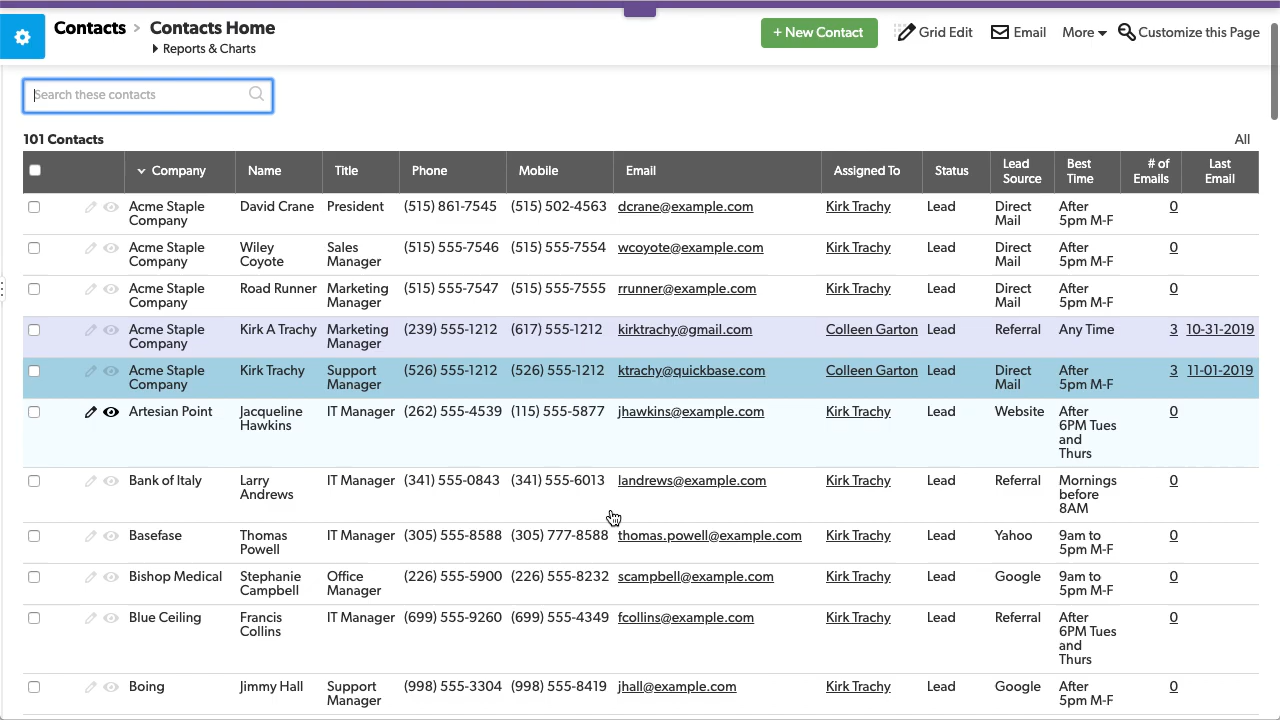 Contacts > Contacts Home
Reports & Charts
+ New Contact
Grid Edit
Email
More
Customize this Page
Search these contacts
101 Contacts
All
Company Name Title Phone Mobile Email Assigned To Status Lead Source Best Time # of Emails Last Email
Acme Staple Company David Crane President (515) 861-7545 (515) 502-4563 dcrane@example.com Kirk Trachy Lead Direct Mail After 5pm M-F 0
Acme Staple Company Wiley Coyote Sales Manager (515) 555-7546 (515) 555-7554 wcoyote@example.com Kirk Trachy Lead Direct Mail After 5pm M-F 0
Acme Staple Company Road Runner Marketing Manager (515) 555-7547 (515) 555-7555 rrunner@example.com Kirk Trachy Lead Direct Mail After 5pm M-F 0
Acme Staple Company Kirk A Trachy Marketing Manager (239) 555-1212 (617) 555-1212 kirktrachy@gmail.com Colleen Garton Lead Referral Any Time 3 10-31-2019
Acme Staple Company Kirk Trachy Support Manager (526) 555-1212 (526) 555-1212 ktrachy@quickbase.com Colleen Garton Lead Direct Mail After 5pm M-F 3 11-01-2019
Artesian Point Jacqueline Hawkins IT Manager (262) 555-4539 (115) 555-5877 jhawkins@example.com Kirk Trachy Lead Website After 6PM Tues and Thurs 0
Bank of Italy Larry Andrews IT Manager (341) 555-0843 (341) 555-6013 landrews@example.com Kirk Trachy Lead Referral Mornings before 8AM 0
Basefase Thomas Powell IT Manager (305) 555-8588 (305) 777-8588 thomas.powell@example.com Kirk Trachy Lead Yahoo 9am to 5pm M-F 0
Bishop Medical Stephanie Campbell Office Manager (226) 555-5900 (226) 555-8232 scampbell@example.com Kirk Trachy Lead Google 9am to 5pm M-F 0
Blue Ceiling Francis Collins IT Manager (699) 555-9260 (699) 555-4349 fcollins@example.com Kirk Trachy Lead Referral After 6PM Tues and Thurs 0
Boing Jimmy Hall Support Manager (998) 555-3304 (998) 555-8419 jhall@example.com Kirk Trachy Lead Google After 5pm M-F 0